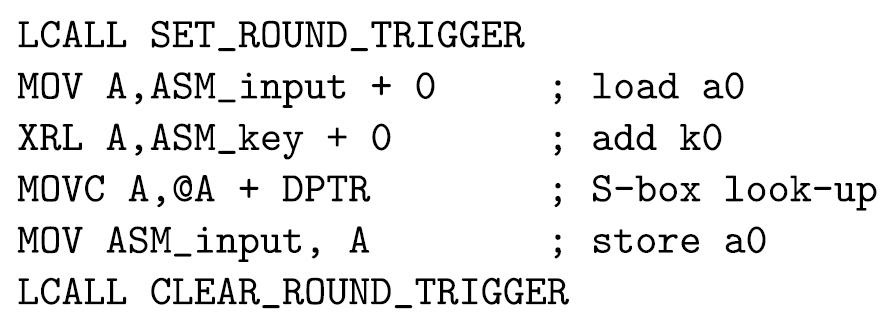 LCALL SET_ROUND_TRIGGER
MOV A,ASM_input + 0 ; load a0
XRL A,ASM_key + 0 ; add k0
MOVC A,@A + DPTR ; S-box look-up
MOV ASM_input, A ; store a0
LCALL CLEAR_ROUND_TRIGGER